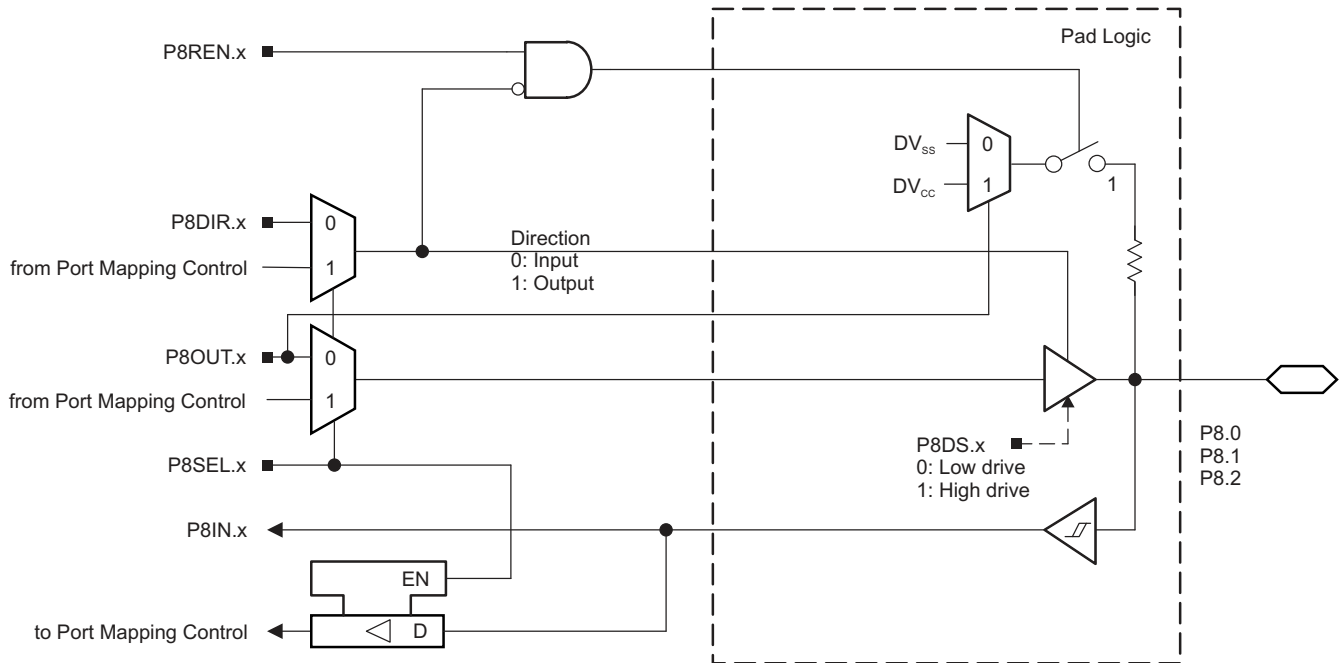 Pad Logic
P8REN.x
DVSS
0
DVCC
1
1
P8DIR.x
0
from Port Mapping Control
1
Direction
0: Input
1: Output
P8OUT.x
0
from Port Mapping Control
1
P8SEL.x
P8DS.x
0: Low drive
1: High drive
P8.0
P8.1
P8.2
P8IN.x
EN
to Port Mapping Control
D